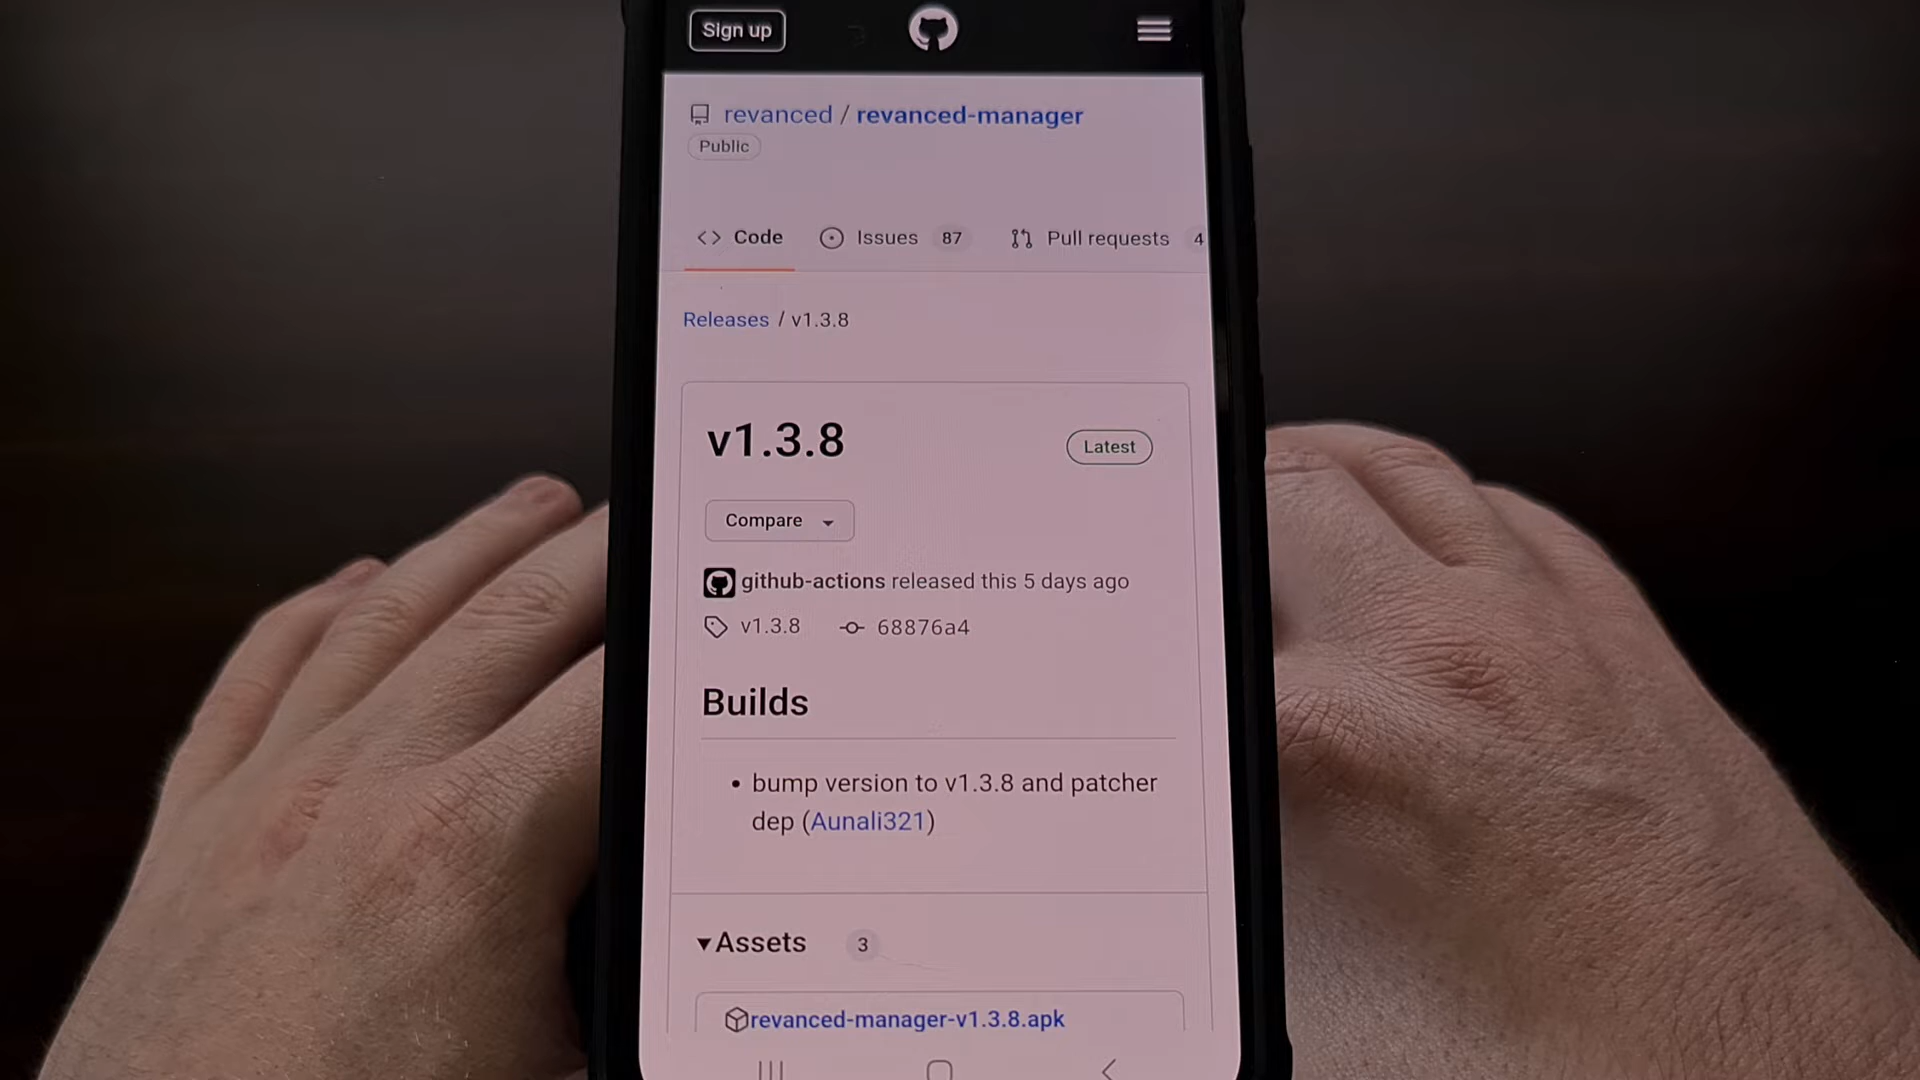 Sign up
revanced / revanced-manager
Public
Code Issues 87 Pull requests 4
Releases / v1.3.8
v1.3.8 Latest
Compare
github-actions released this 5 days ago
v1.3.8 68876a4
Builds
• bump version to v1.3.8 and patcher
dep (Aunali321)
Assets 3
revanced-manager-v1.3.8.apk